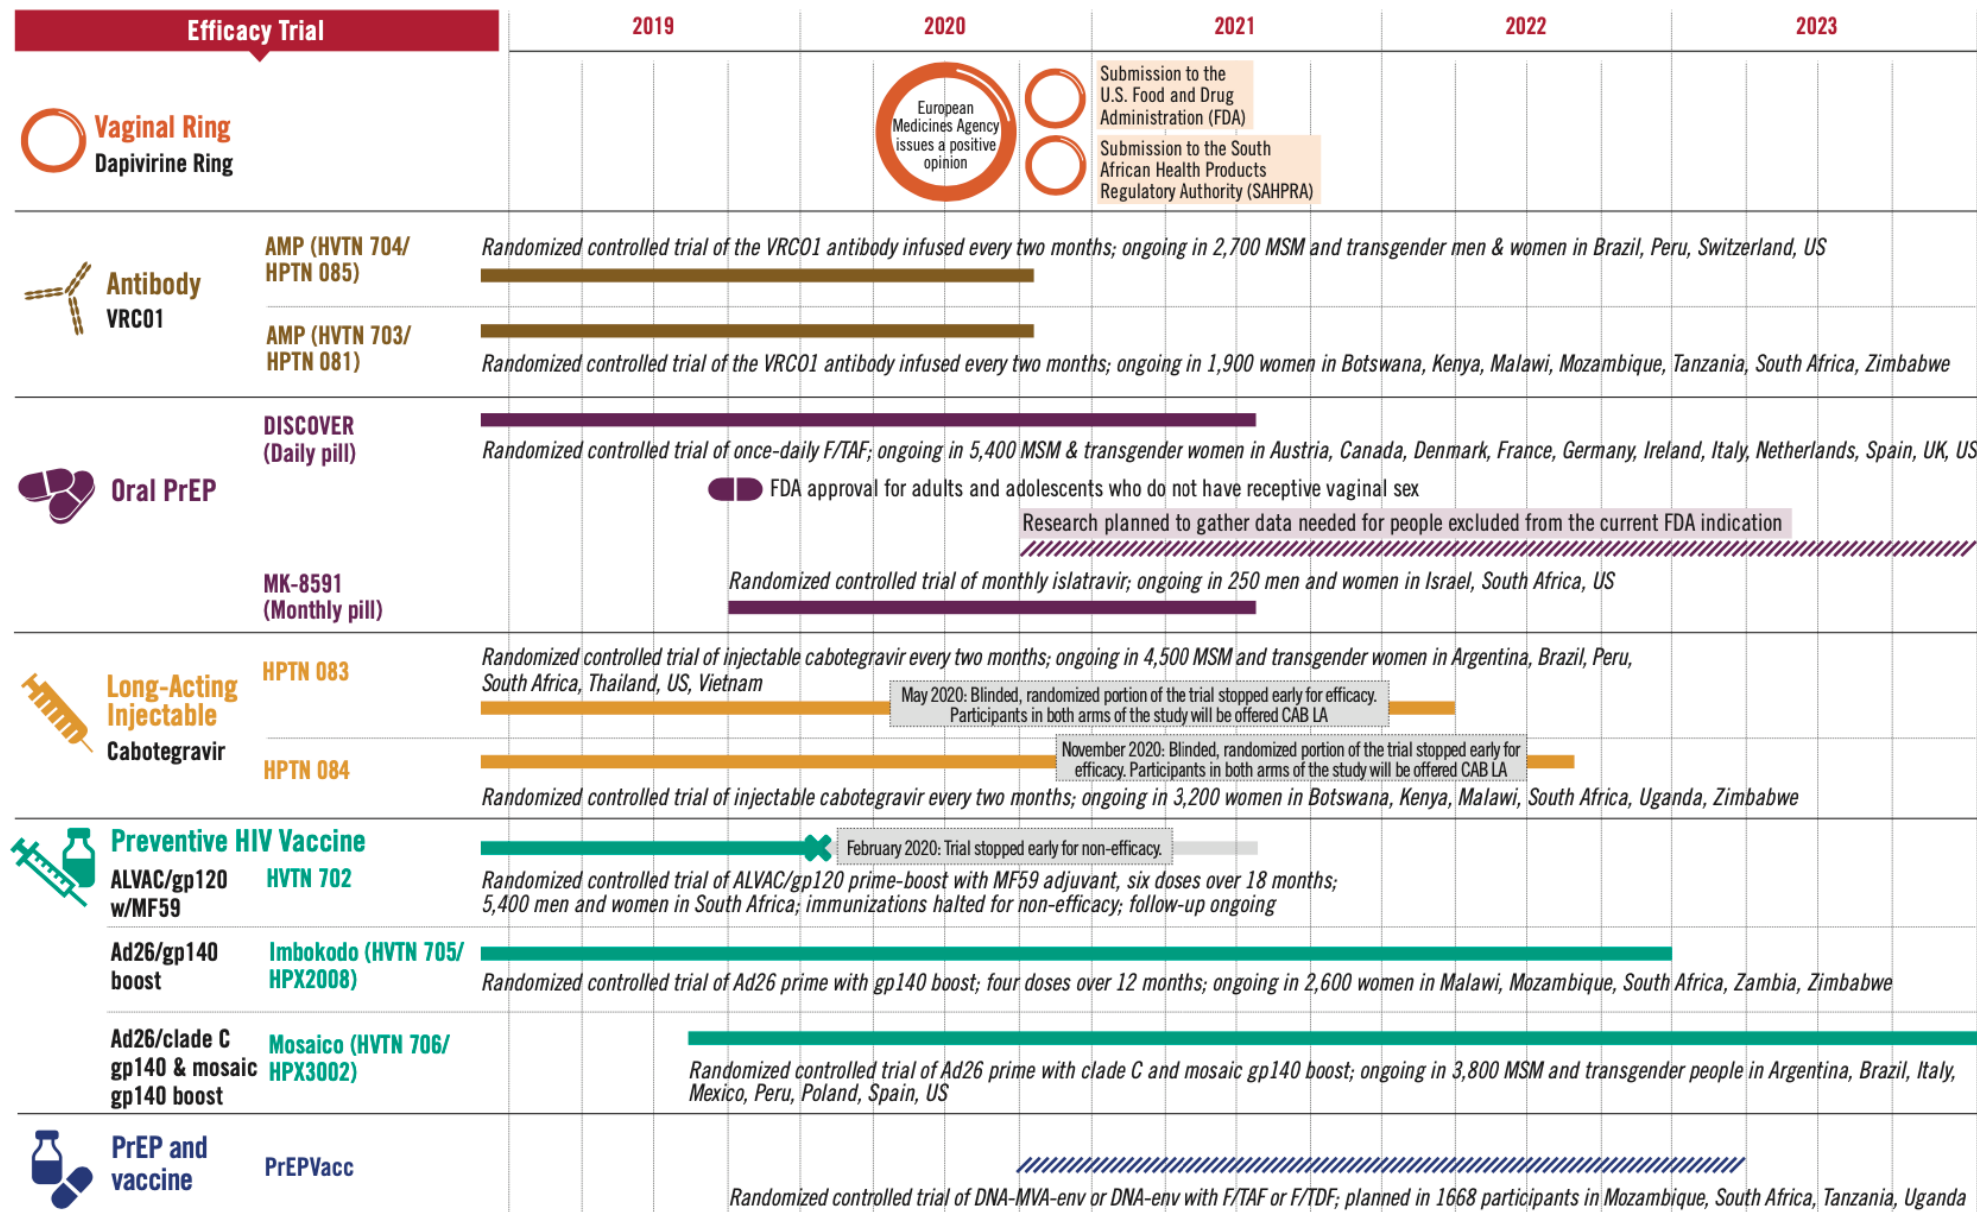 Efficacy Trial
2019
2020
2021
2022
2023
Vaginal Ring
Dapivirine Ring
European
Medicines Agency
issues a positive
opinion
Submission to the
U.S. Food and Drug
Administration (FDA)
Submission to the South
African Health Products
Regulatory Authority (SAHPRA)
Antibody
VRC01
AMP (HVTN 704/
HPTN 085)
Randomized controlled trial of the VRC01 antibody infused every two months; ongoing in 2,700 MSM and transgender men & women in Brazil, Peru, Switzerland, US
AMP (HVTN 703/
HPTN 081)
Randomized controlled trial of the VRC01 antibody infused every two months; ongoing in 1,900 women in Botswana, Kenya, Malawi, Mozambique, Tanzania, South Africa, Zimbabwe
Oral PrEP
DISCOVER
(Daily pill)
Randomized controlled trial of once-daily F/TAF; ongoing in 5,400 MSM & transgender women in Austria, Canada, Denmark, France, Germany, Ireland, Italy, Netherlands, Spain, UK, US
FDA approval for adults and adolescents who do not have receptive vaginal sex
Research planned to gather data needed for people excluded from the current FDA indication
MK-8591
(Monthly pill)
Randomized controlled trial of monthly islatravir; ongoing in 250 men and women in Israel, South Africa, US
Long-Acting
Injectable
Cabotegravir
HPTN 083
Randomized controlled trial of injectable cabotegravir every two months; ongoing in 4,500 MSM and transgender women in Argentina, Brazil, Peru,
South Africa, Thailand, US, Vietnam
May 2020: Blinded, randomized portion of the trial stopped early for efficacy.
Participants in both arms of the study will be offered CAB LA
HPTN 084
November 2020: Blinded, randomized portion of the trial stopped early for
efficacy. Participants in both arms of the study will be offered CAB LA
Randomized controlled trial of injectable cabotegravir every two months; ongoing in 3,200 women in Botswana, Kenya, Malawi, South Africa, Uganda, Zimbabwe
Preventive HIV Vaccine
ALVAC/gp120
w/MF59
HVTN 702
February 2020: Trial stopped early for non-efficacy.
Randomized controlled trial of ALVAC/gp120 prime-boost with MF59 adjuvant, six doses over 18 months;
5,400 men and women in South Africa; immunizations halted for non-efficacy; follow-up ongoing
Ad26/gp140
boost
Imbokodo (HVTN 705/
HPX2008)
Randomized controlled trial of Ad26 prime with gp140 boost; four doses over 12 months; ongoing in 2,600 women in Malawi, Mozambique, South Africa, Zambia, Zimbabwe
Ad26/clade C
gp140 & mosaic
gp140 boost
Mosaico (HVTN 706/
HPX3002)
Randomized controlled trial of Ad26 prime with clade C and mosaic gp140 boost; ongoing in 3,800 MSM and transgender people in Argentina, Brazil, Italy,
Mexico, Peru, Poland, Spain, US
PrEP and
vaccine
PrEPVacc
Randomized controlled trial of DNA-MVA-env or DNA-env with F/TAF or F/TDF; planned in 1668 participants in Mozambique, South Africa, Tanzania, Uganda